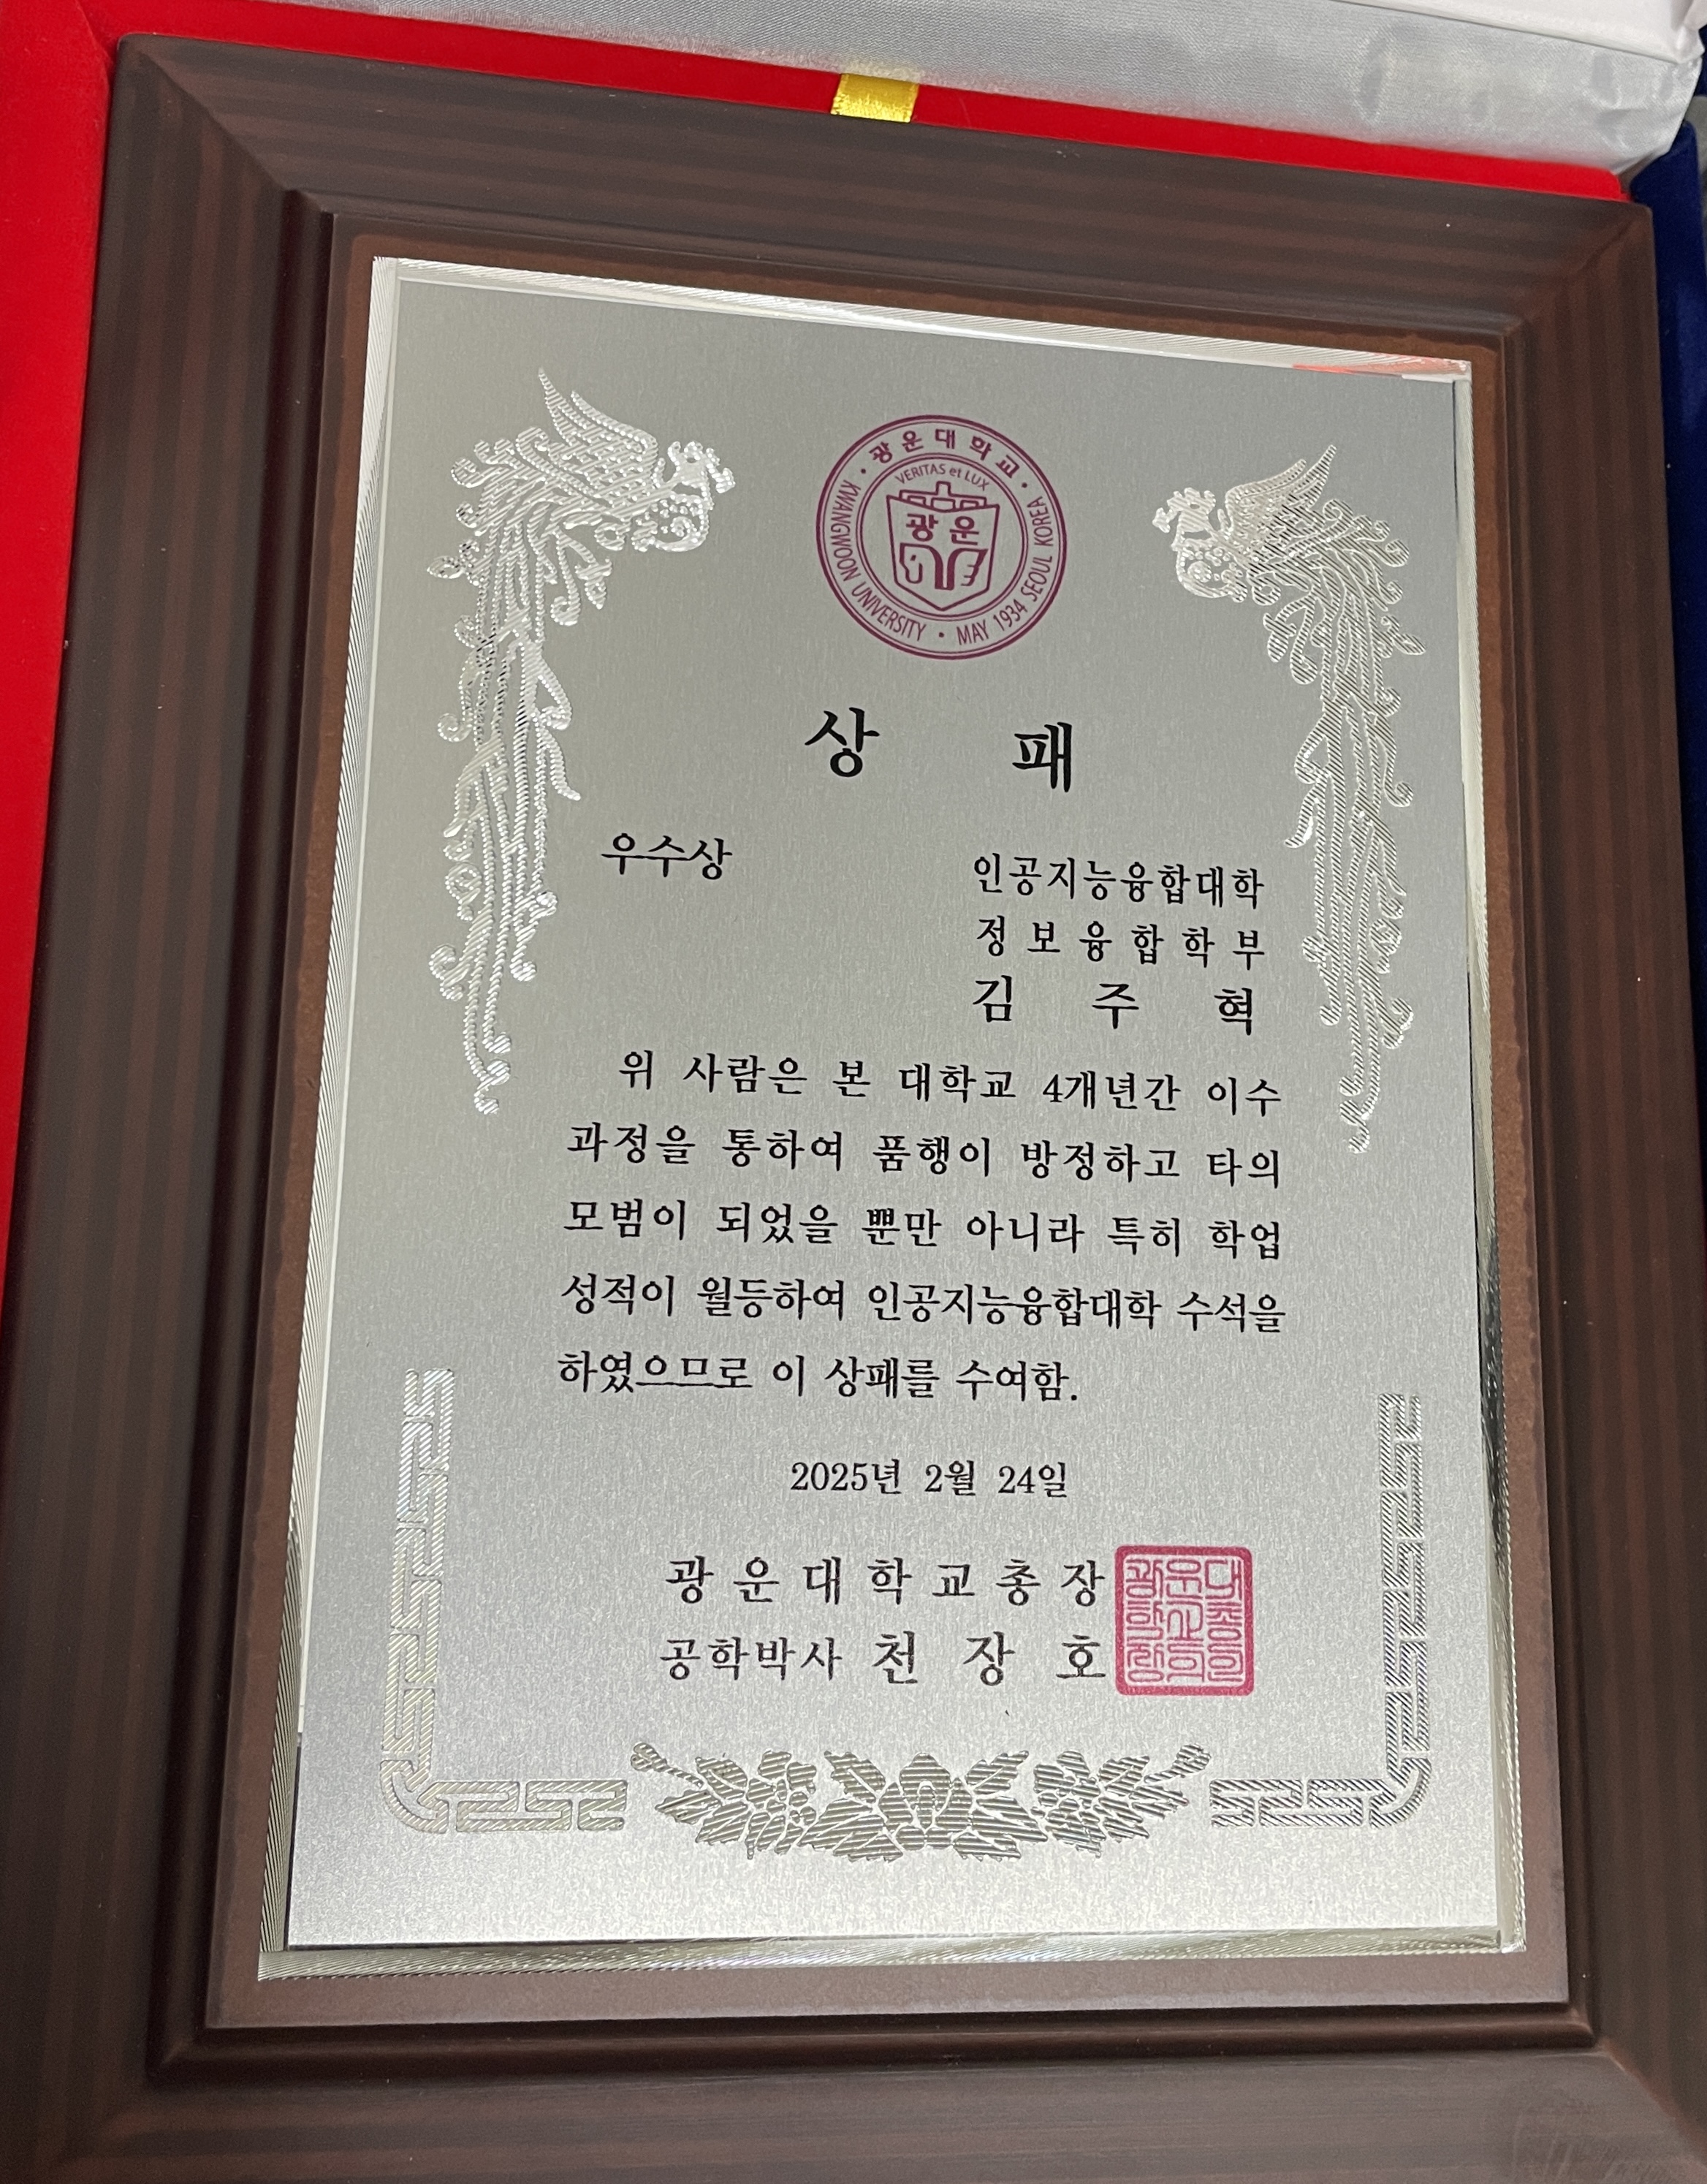 · 광운대학교 ·
VERITAS et LUX
광운
KWANGWOON UNIVERSITY · MAY 1934 SEOUL KOREA
상 패
우수상
인공지능융합대학
정보융합학부
김 주 혁
위 사람은 본 대학교 4개년간 이수
과정을 통하여 품행이 방정하고 타의
모범이 되었을 뿐만 아니라 특히 학업
성적이 월등하여 인공지능융합대학 수석을
하였으므로 이 상패를 수여함.
2025년 2월 24일
광운대학교총장
공학박사 천 장 호